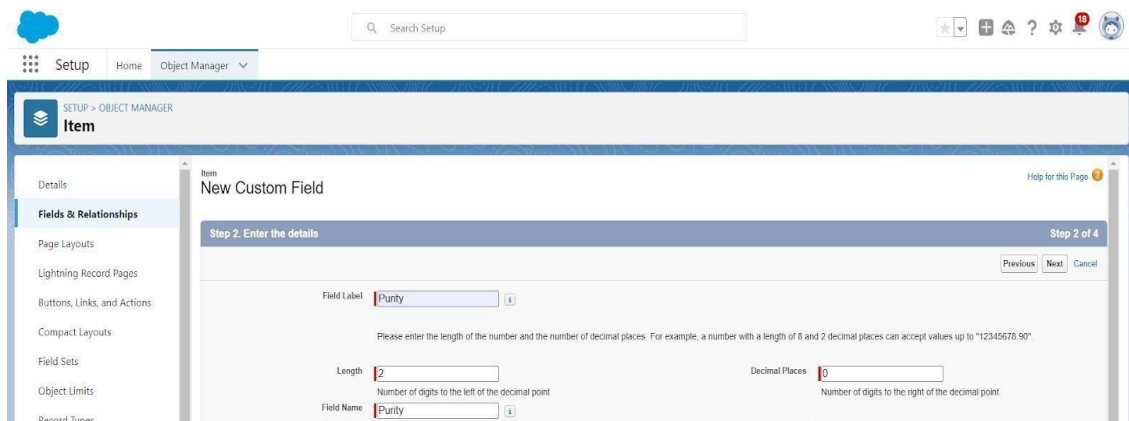 Search Setup
18
Setup Home Object Manager
SETUP > OBJECT MANAGER
Item
Details
Fields & Relationships
Page Layouts
Lightning Record Pages
Buttons, Links, and Actions
Compact Layouts
Field Sets
Object Limits
Record Types
Item
New Custom Field
Help for this Page
Step 2. Enter the details Step 2 of 4
Previous Next Cancel
Field Label Purity
Please enter the length of the number and the number of decimal places. For example, a number with a length of 8 and 2 decimal places can accept values up to "12345678.90".
Length 2 Decimal Places 0
Number of digits to the left of the decimal point Number of digits to the right of the decimal point
Field Name Purity